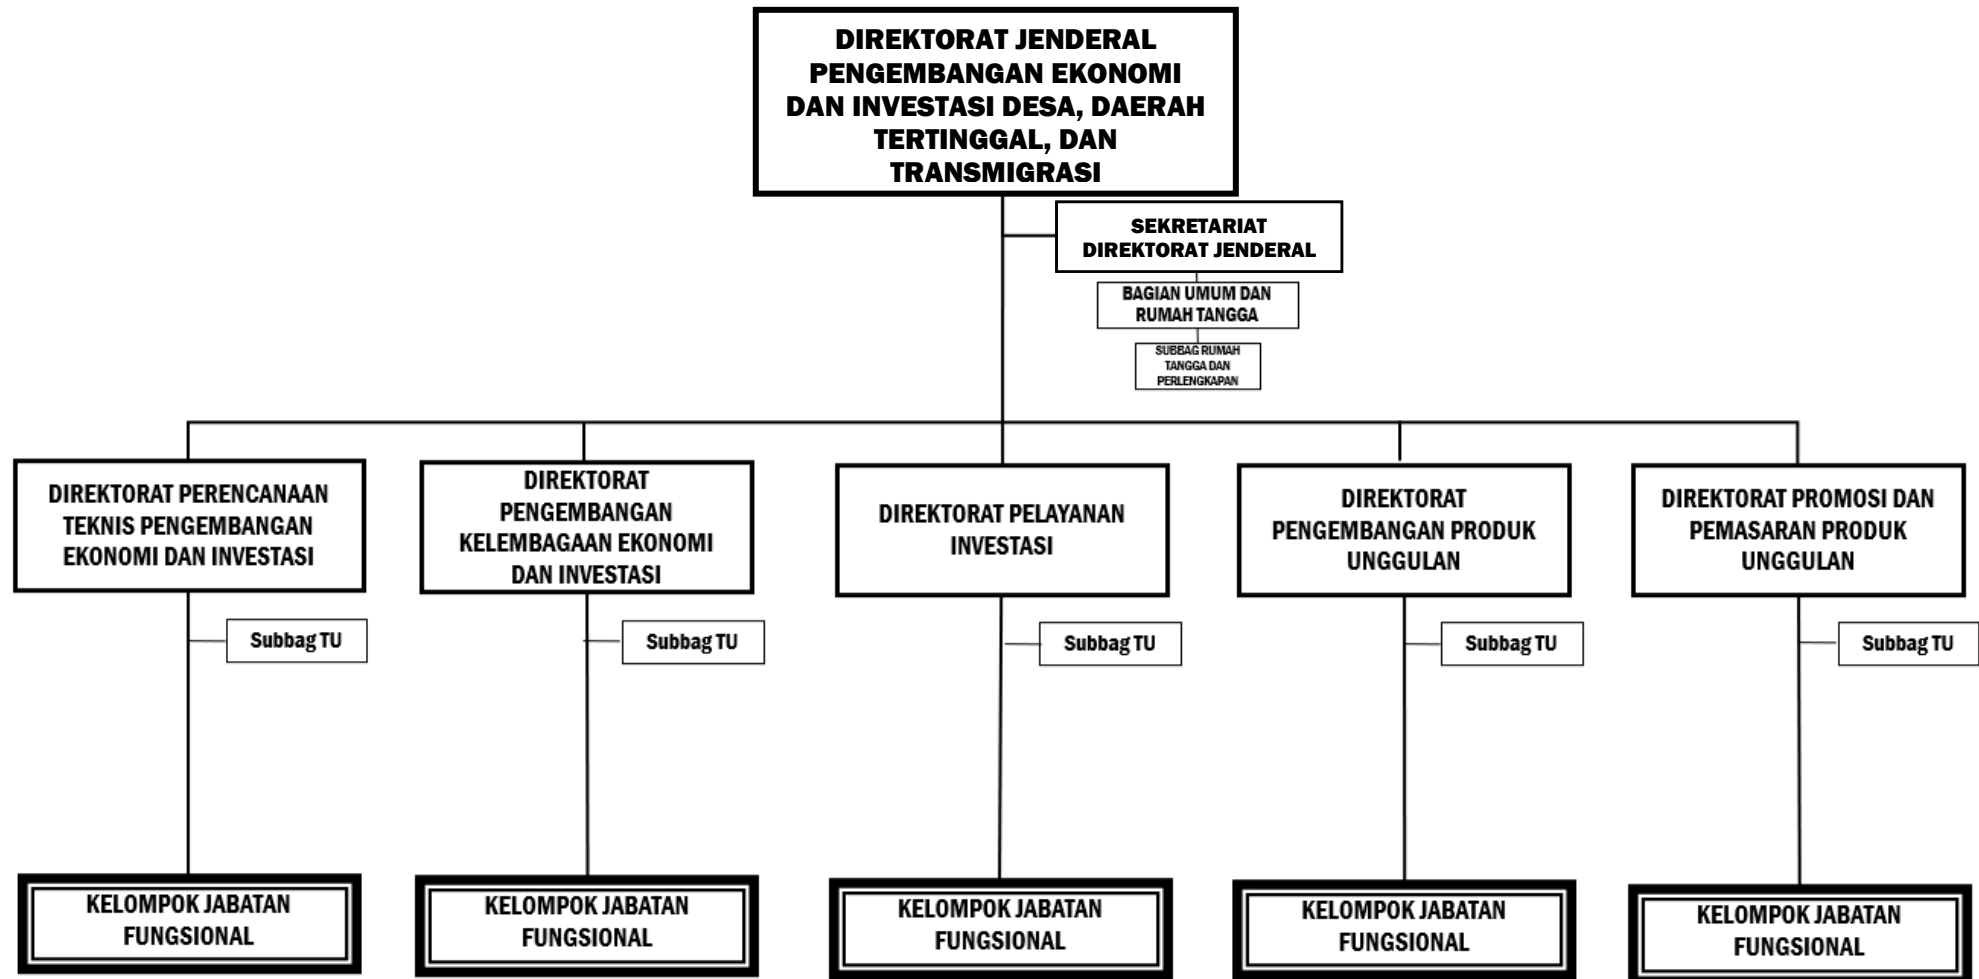 DIREKTORAT JENDERAL
PENGEMBANGAN EKONOMI
DAN INVESTASI DESA, DAERAH
TERTINGGAL, DAN
TRANSMIGRASI
SEKRETARIAT
DIREKTORAT JENDERAL
BAGIAN UMUM DAN
RUMAH TANGGA
SUBBAG RUMAH
TANGGA DAN
PERLENGKAPAN
DIREKTORAT PERENCANAAN
TEKNIS PENGEMBANGAN
EKONOMI DAN INVESTASI
DIREKTORAT
PENGEMBANGAN
KELEMBAGAAN EKONOMI
DAN INVESTASI
DIREKTORAT PELAYANAN
INVESTASI
DIREKTORAT
PENGEMBANGAN PRODUK
UNGGULAN
DIREKTORAT PROMOSI DAN
PEMASARAN PRODUK
UNGGULAN
Subbag TU
Subbag TU
Subbag TU
Subbag TU
Subbag TU
KELOMPOK JABATAN
FUNGSIONAL
KELOMPOK JABATAN
FUNGSIONAL
KELOMPOK JABATAN
FUNGSIONAL
KELOMPOK JABATAN
FUNGSIONAL
KELOMPOK JABATAN
FUNGSIONAL